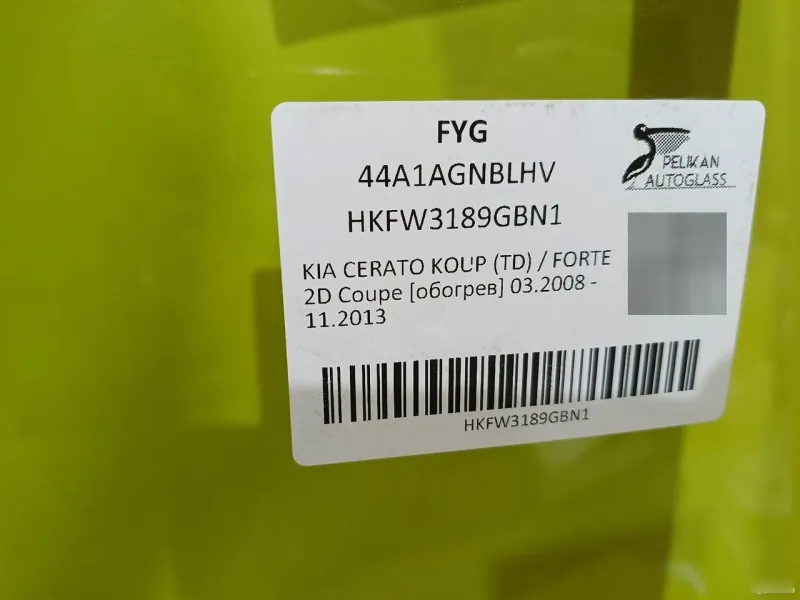 FYG
44A1AGNBLHV
HKFW3189GBN1
PELIKAN
AUTOGLASS
KIA CERATO KOUP (TD) / FORTE
2D Coupe [обогрев] 03.2008 -
11.2013
HKFW3189GBN1